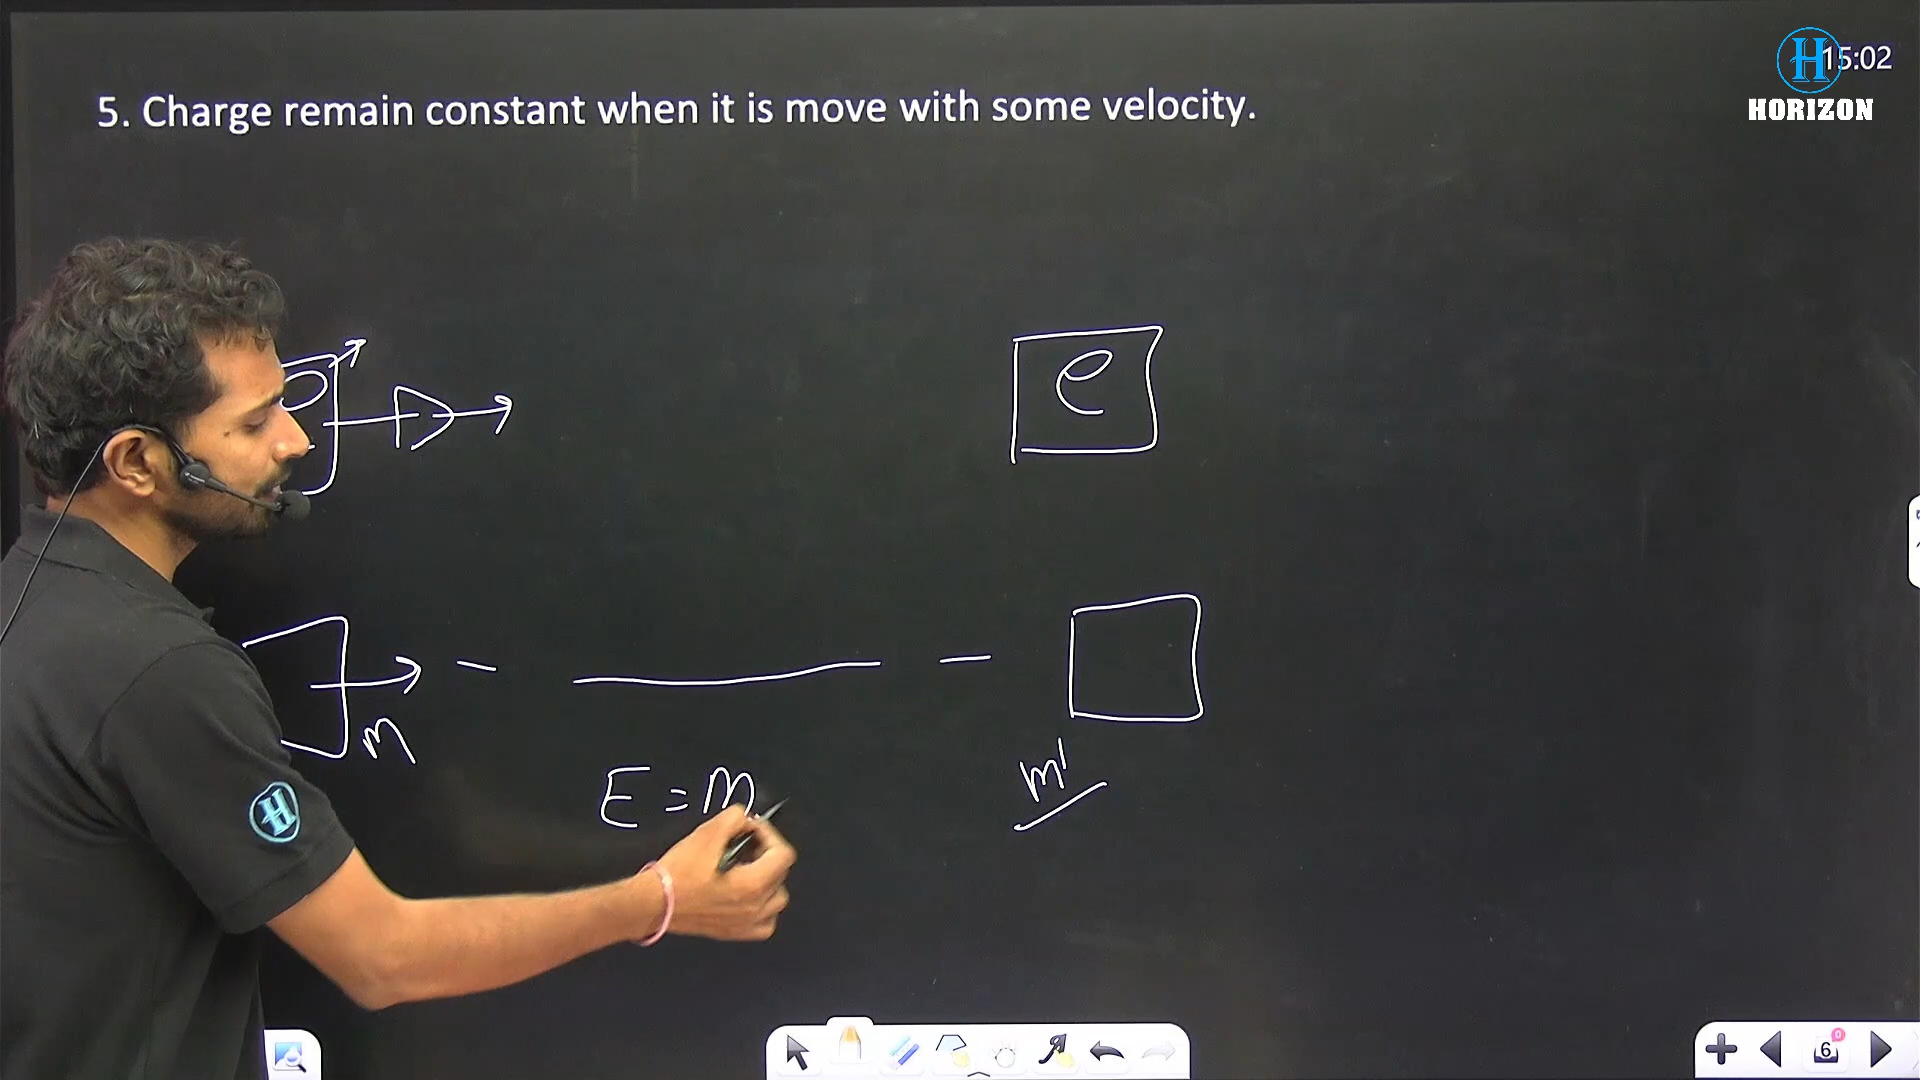 15:02
HORIZON
5. Charge remain constant when it is move with some velocity.
e
m
E = m
m'
6